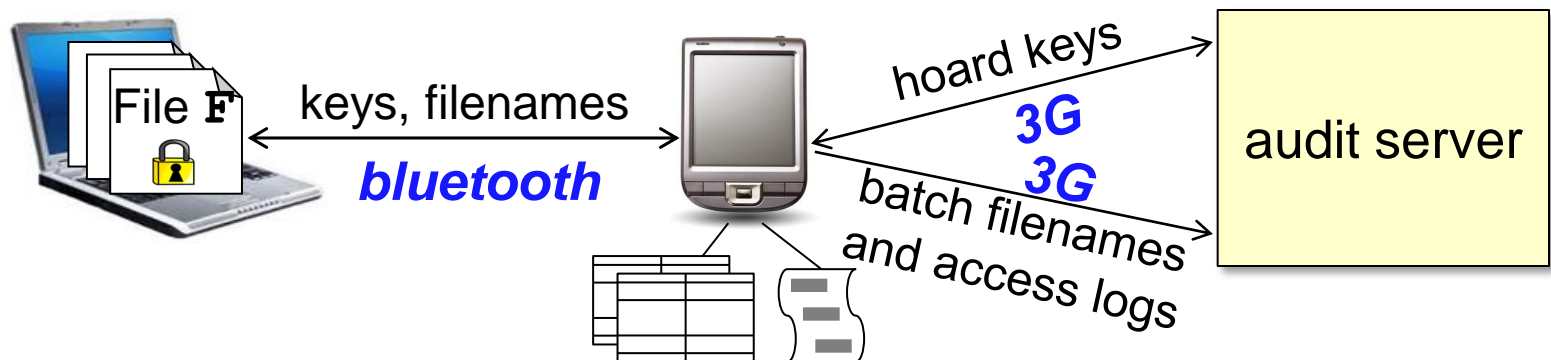 File F
keys, filenames
bluetooth
hoard keys
3G
3G
batch filenames
and access logs
audit server